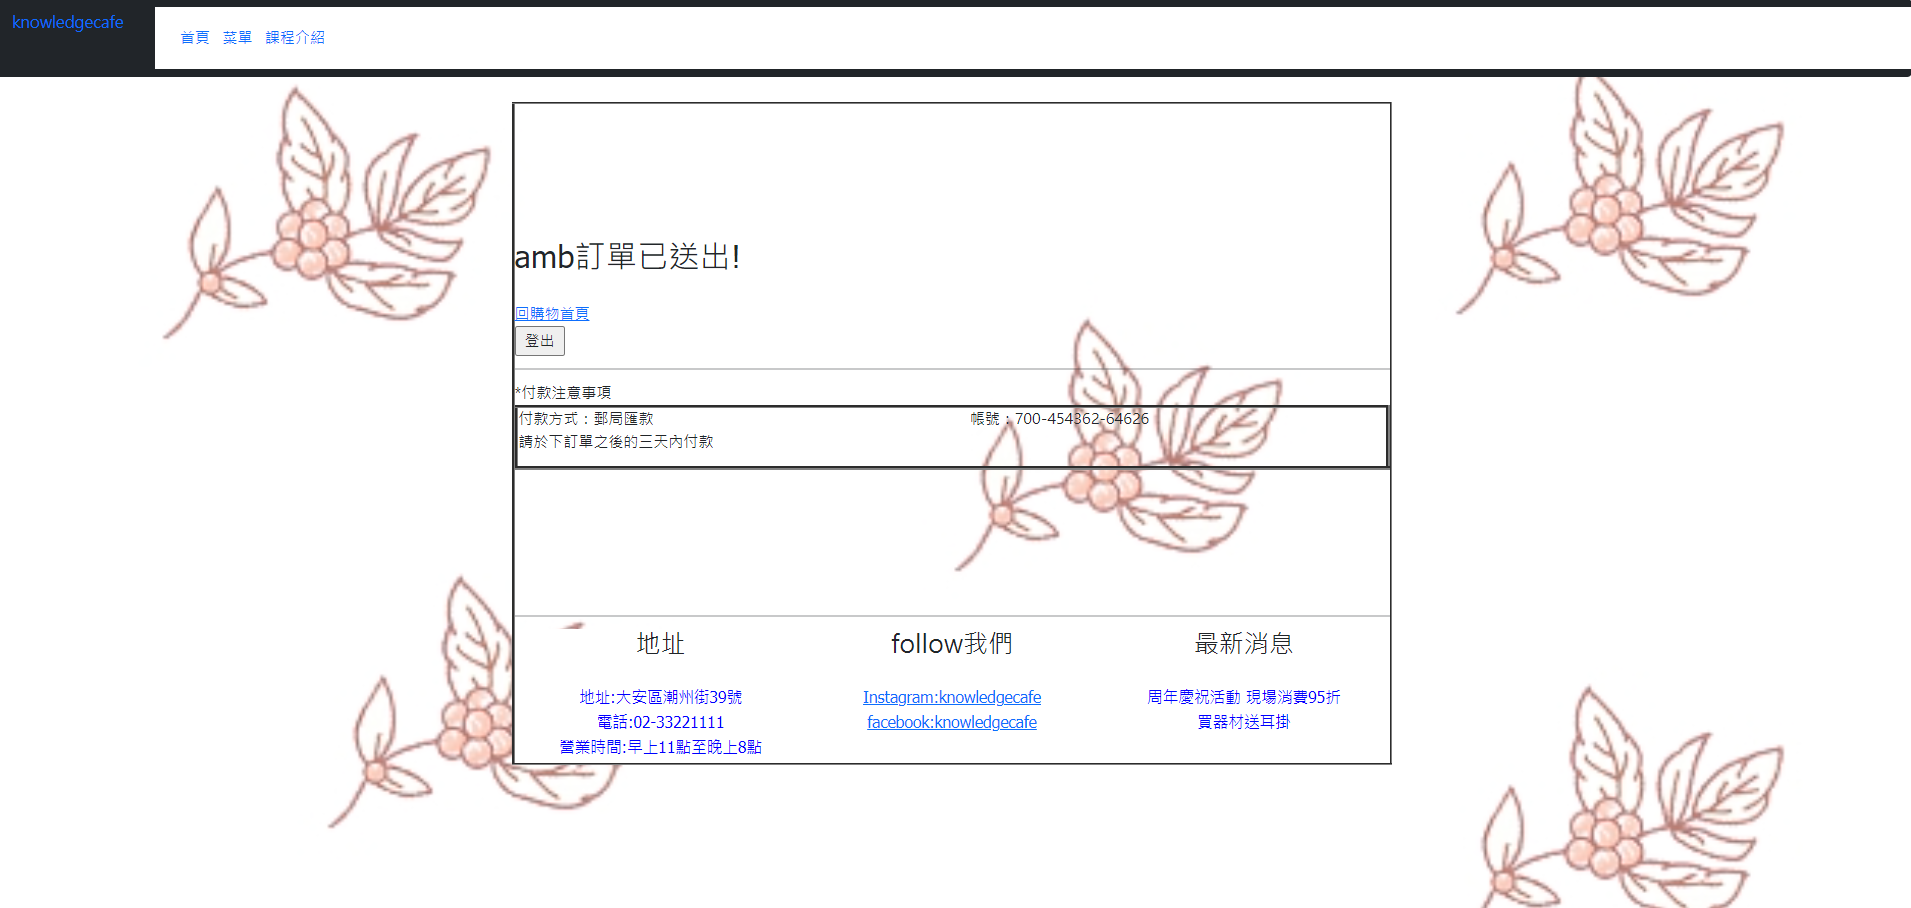 knowledgecafe
首頁 菜單 課程介紹
amb訂單已送出!
回購物首頁
登出
*付款注意事項
付款方式：郵局匯款 帳號：700-454362-64626
請於下訂單之後的三天內付款
地址
地址:大安區潮州街39號
電話:02-33221111
營業時間:早上11點至晚上8點
follow我們
Instagram:knowledgecafe
facebook:knowledgecafe
最新消息
周年慶祝活動 現場消費95折
買器材送耳掛